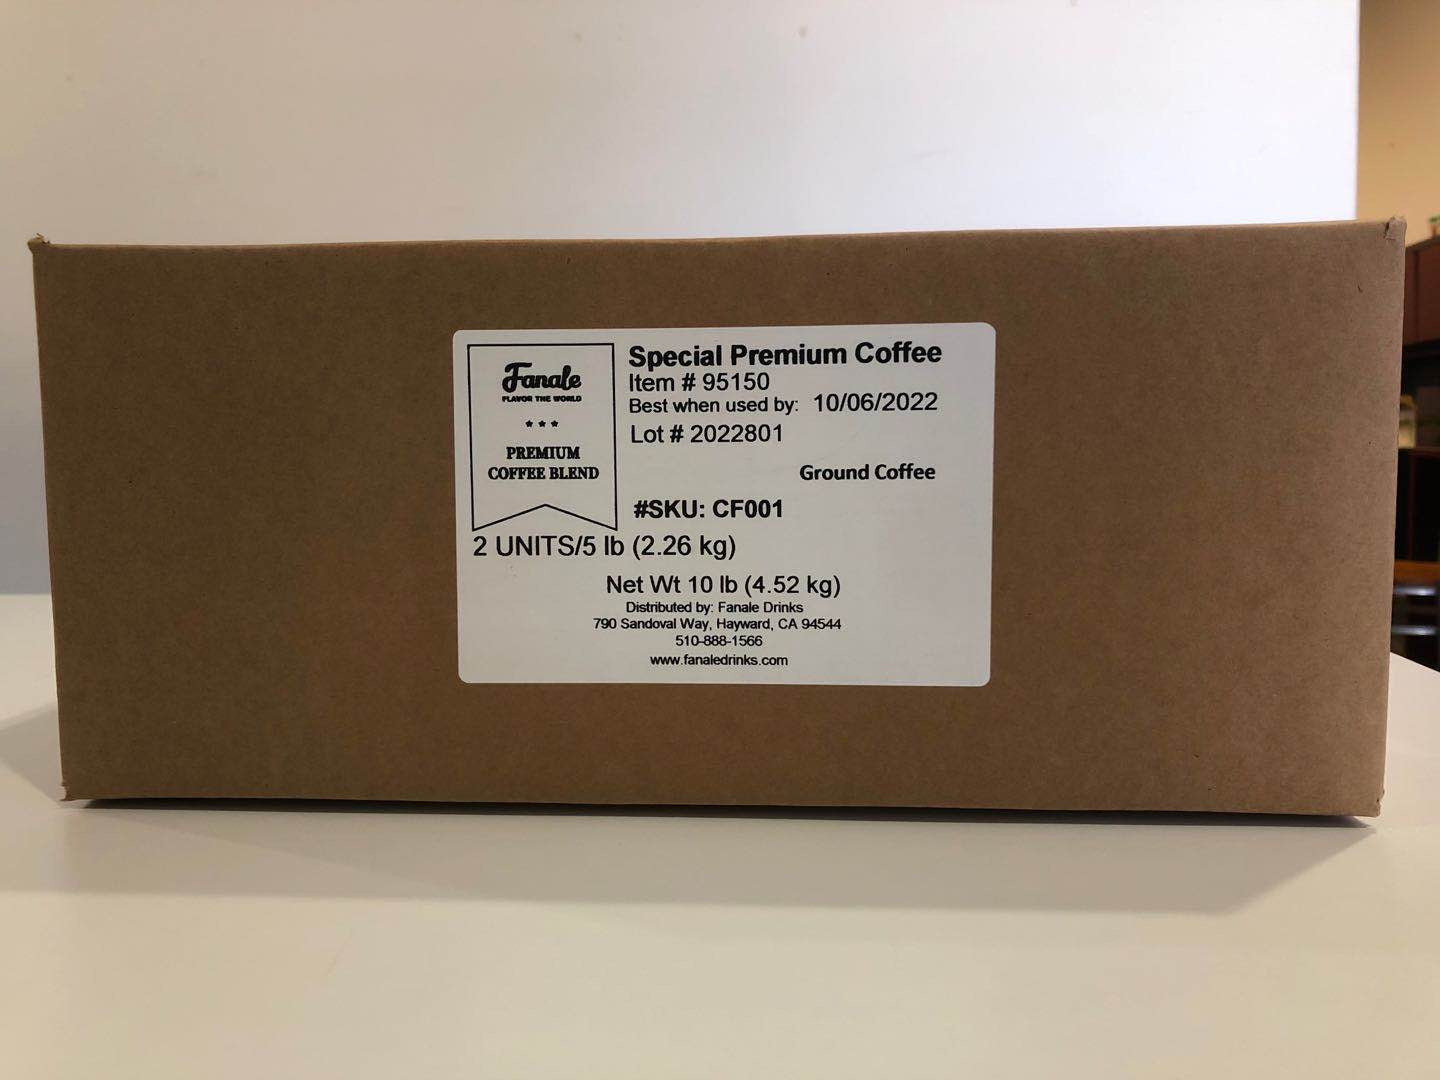 Fanale
FLAVOR THE WORLD
PREMIUM
COFFEE BLEND
Special Premium Coffee
Item # 95150
Best when used by: 10/06/2022
Lot # 2022801
Ground Coffee
#SKU: CF001
2 UNITS/5 lb (2.26 kg)
Net Wt 10 lb (4.52 kg)
Distributed by: Fanale Drinks
790 Sandoval Way, Hayward, CA 94544
510-888-1566
www.fanaledrinks.com